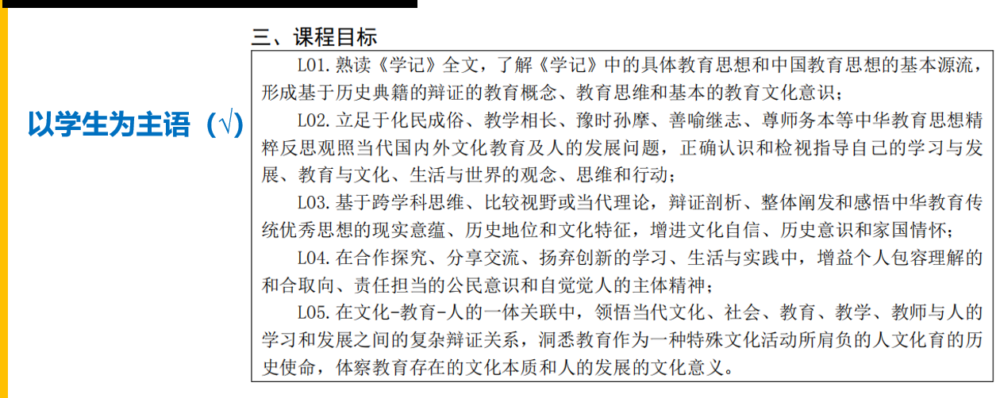 三、课程目标
以学生为主语（√）
LO1.熟读《学记》全文，了解《学记》中的具体教育思想和中国教育思想的基本源流，
形成基于历史典籍的辩证的教育概念、教育思维和基本的教育文化意识；
LO2.立足于化民成俗、教学相长、豫时孙摩、善喻继志、尊师务本等中华教育思想精
粹反思观照当代国内外文化教育及人的发展问题，正确认识和检视指导自己的学习与发
展、教育与文化、生活与世界的观念、思维和行动；
LO3.基于跨学科思维、比较视野或当代理论，辩证剖析、整体阐发和感悟中华教育传
统优秀思想的现实意蕴、历史地位和文化特征，增进文化自信、历史意识和家国情怀；
LO4.在合作探究、分享交流、扬弃创新的学习、生活与实践中，增益个人包容理解的
和合取向、责任担当的公民意识和自觉觉人的主体精神；
LO5.在文化-教育-人的一体关联中，领悟当代文化、社会、教育、教学、教师与人的
学习和发展之间的复杂辩证关系，洞悉教育作为一种特殊文化活动所肩负的人文化育的历
史使命，体察教育存在的文化本质和人的发展的文化意义。